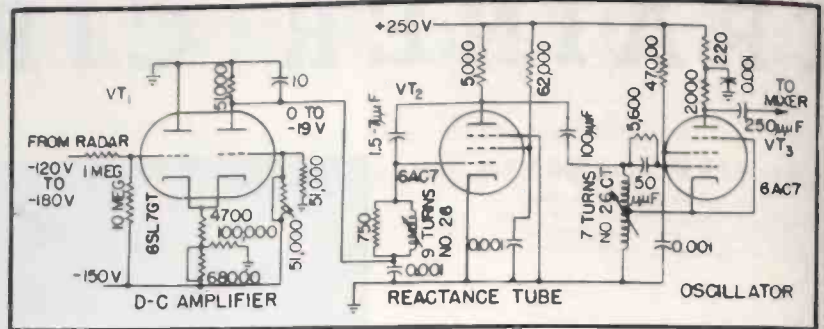 +250V
VT1
51,000
10
0 TO
-19 V
FROM RADAR
-120V
TO
-180V
1 MEG
10 MEG
6SL7GT
4700
100,000
68000
51,000
51,000
-150V
D-C AMPLIFIER
VT2
5,000
62,000
1.5-7μμF
6AC7
750
9 TURNS
NO. 26
0.001
0.001
REACTANCE TUBE
100μμF
47,000
5,600
50
μμF
7 TURNS
NO. 26 CT
0.001
220
2000
0.001
TO
MIXER
250μμF
VT3
6AC7
OSCILLATOR